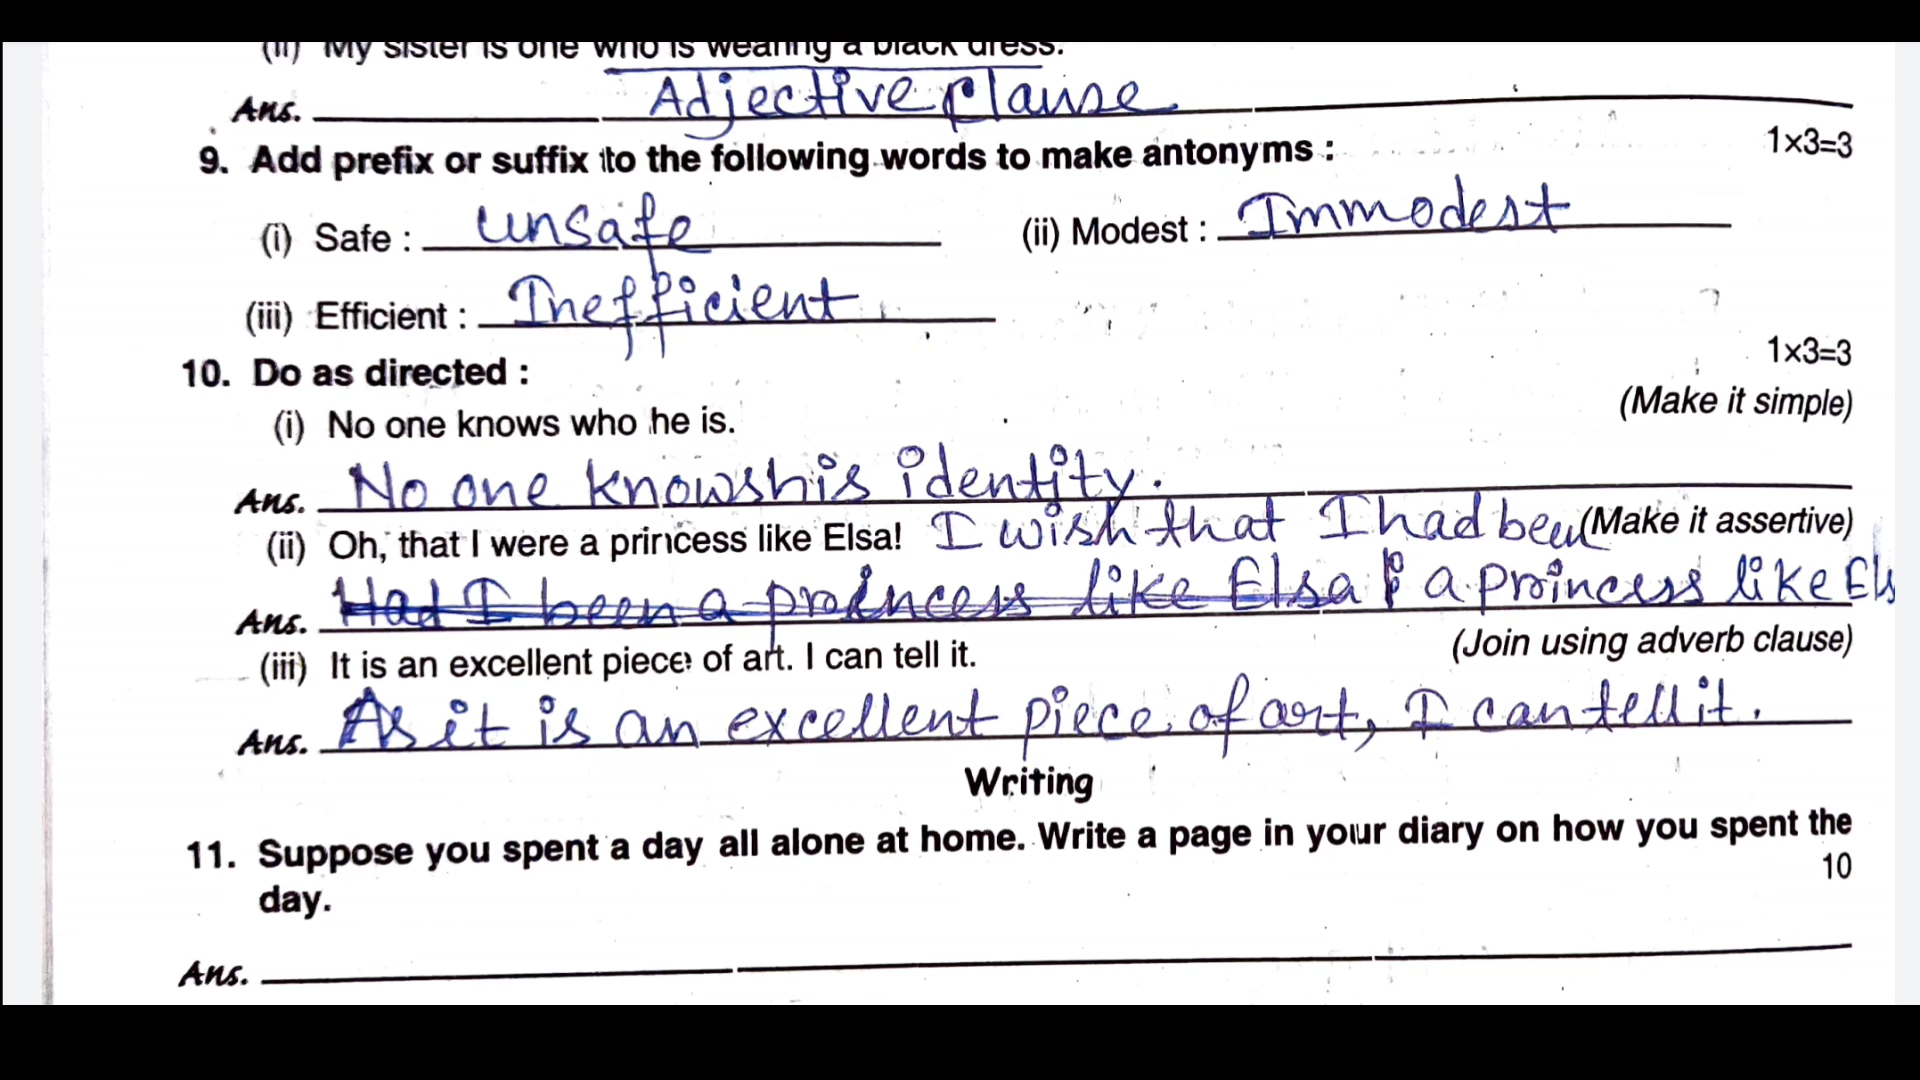 (ii) My sister is one who is wearing a black dress.
Ans. Adjective Clause
9. Add prefix or suffix to the following words to make antonyms : 1×3=3
(i) Safe : unsafe (ii) Modest : Immodest
(iii) Efficient : Inefficient
10. Do as directed : 1×3=3
(i) No one knows who he is. (Make it simple)
Ans. No one knows his identity.
(ii) Oh, that I were a princess like Elsa! I wish that I had been (Make it assertive)
Ans. Had I been a princess like Elsa ! a princess like Els
(iii) It is an excellent piece of art. I can tell it. (Join using adverb clause)
Ans. As it is an excellent piece of art, I can tell it.
Writing
11. Suppose you spent a day all alone at home. Write a page in your diary on how you spent the
day. 10
Ans.